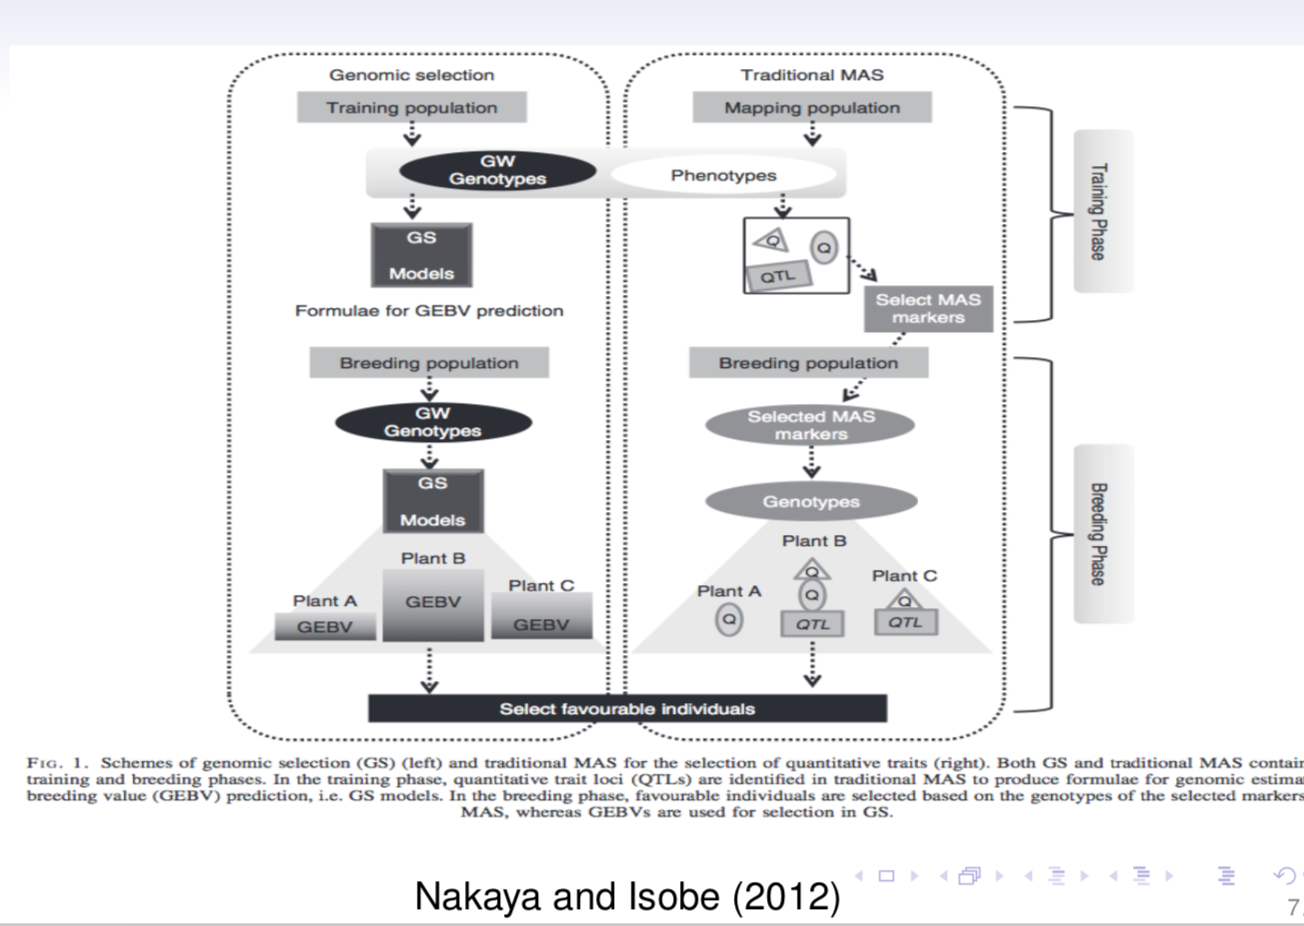 Genomic selection
Training population
GW
Genotypes
GS
Models
Formulae for GEBV prediction
Breeding population
GW
Genotypes
GS
Models
Plant A
GEBV
Plant B
GEBV
Plant C
GEBV
Traditional MAS
Mapping population
Phenotypes
Q
Q
QTL
Select MAS
markers
Breeding population
Selected MAS
markers
Genotypes
Plant A
Q
Plant B
Q
Q
QTL
Plant C
Q
QTL
Select favourable individuals
Training Phase
Breeding Phase
FIG. 1. Schemes of genomic selection (GS) (left) and traditional MAS for the selection of quantitative traits (right). Both GS and traditional MAS contain
training and breeding phases. In the training phase, quantitative trait loci (QTLs) are identified in traditional MAS to produce formulae for genomic estima
breeding value (GEBV) prediction, i.e. GS models. In the breeding phase, favourable individuals are selected based on the genotypes of the selected markers
MAS, whereas GEBVs are used for selection in GS.
Nakaya and Isobe (2012)
7